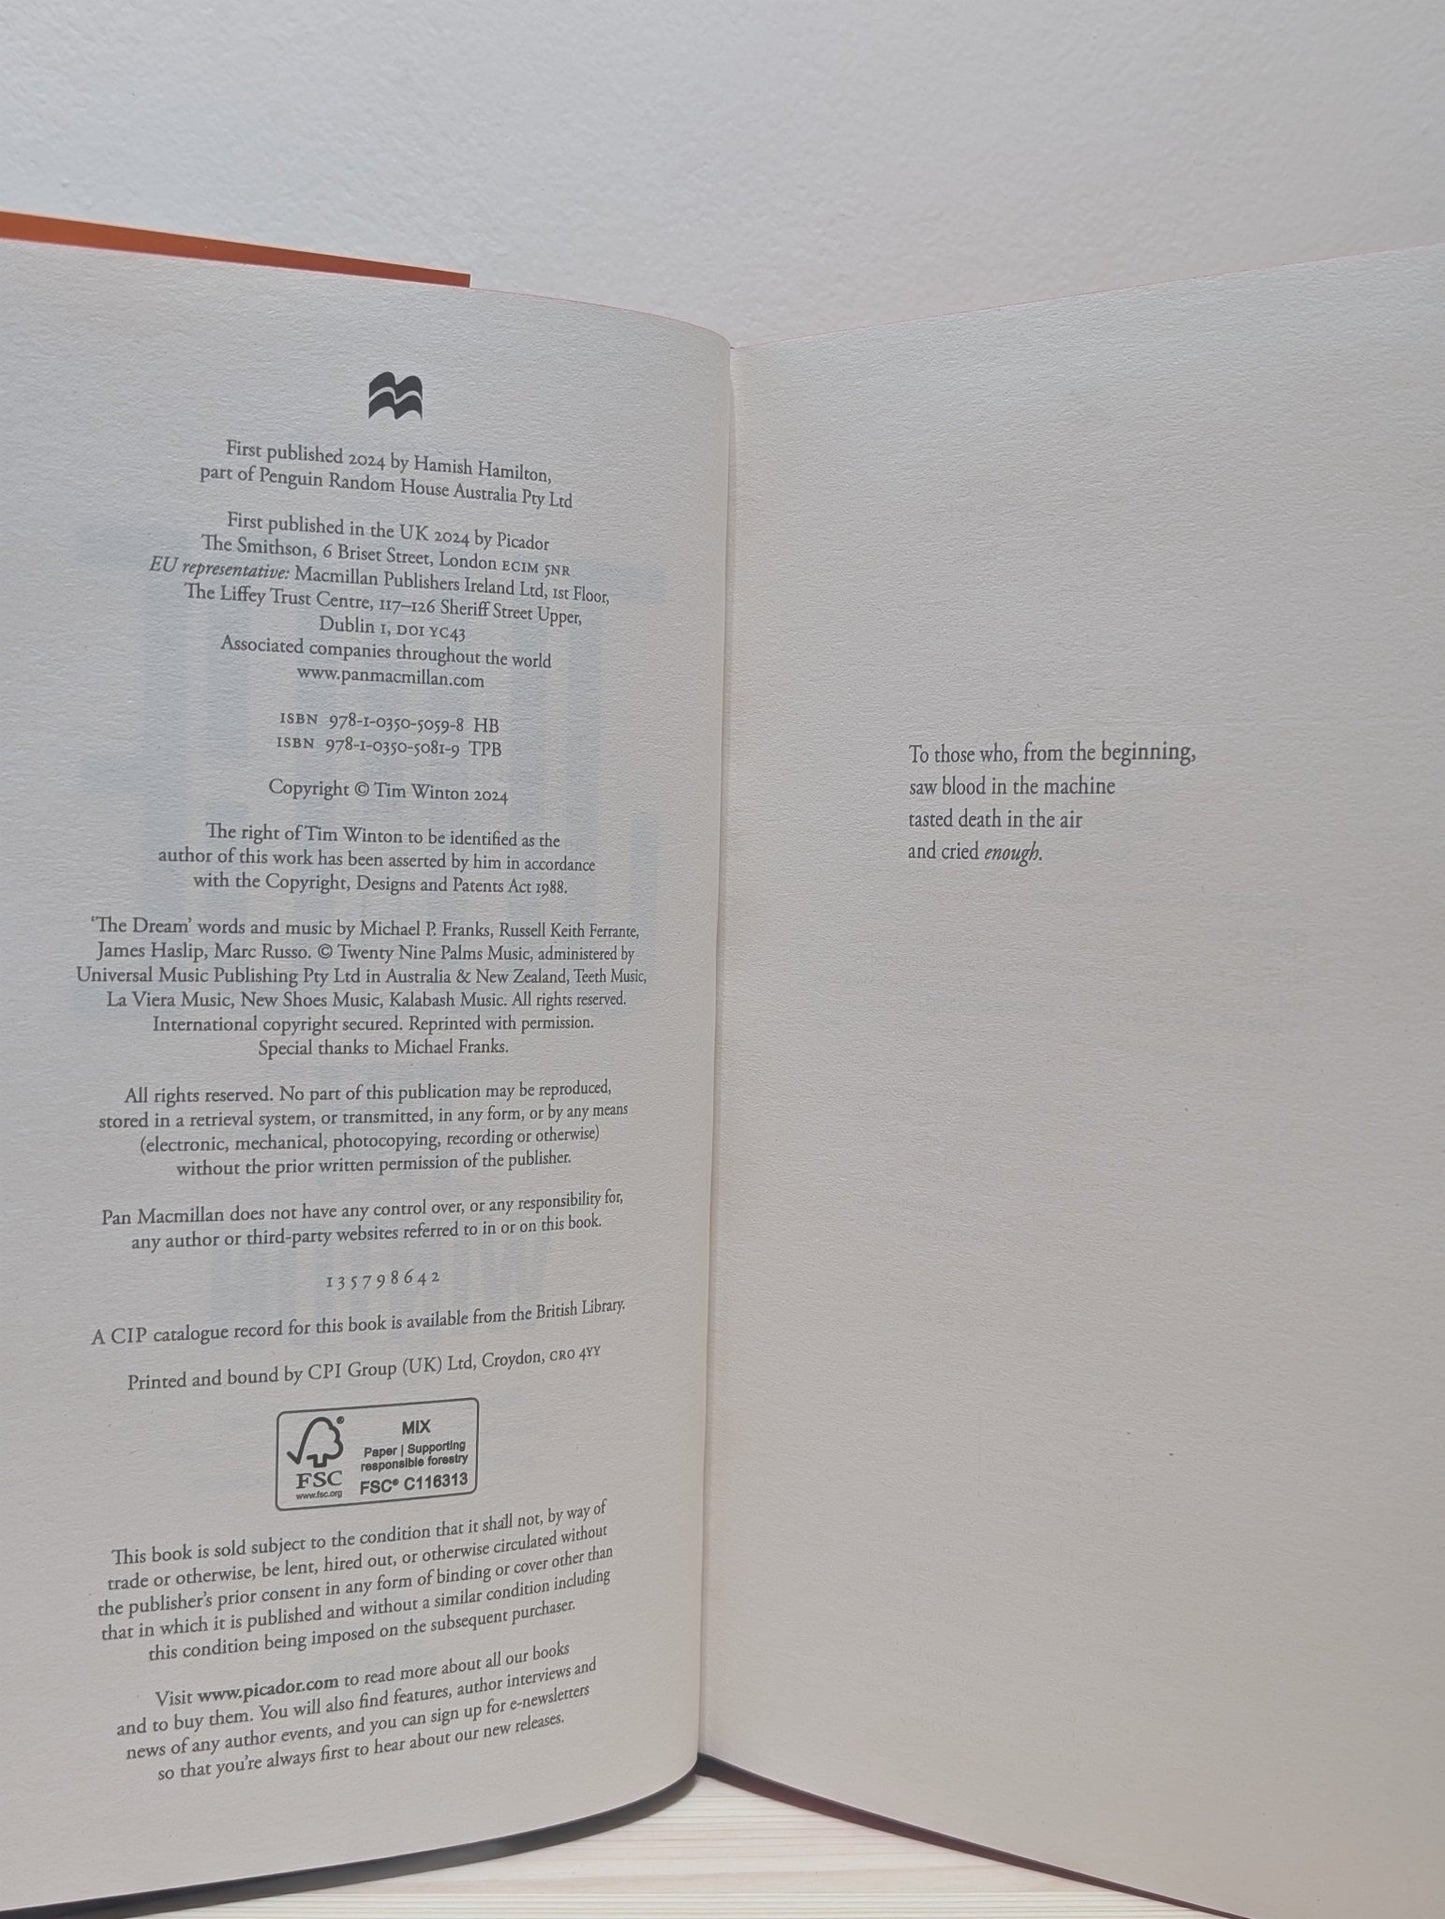 First published 2024 by Hamish Hamilton,
part of Penguin Random House Australia Pty Ltd
First published in the UK 2024 by Picador
The Smithson, 6 Briset Street, London EC1M 5NR
EU representative: Macmillan Publishers Ireland Ltd, 1st Floor,
The Liffey Trust Centre, 117–126 Sheriff Street Upper,
Dublin 1, D01 YC43
Associated companies throughout the world
www.panmacmillan.com
ISBN 978-1-0350-5059-8 HB
ISBN 978-1-0350-5081-9 TPB
Copyright © Tim Winton 2024
The right of Tim Winton to be identified as the
author of this work has been asserted by him in accordance
with the Copyright, Designs and Patents Act 1988.
‘The Dream’ words and music by Michael P. Franks, Russell Keith Ferrante,
James Haslip, Marc Russo. © Twenty Nine Palms Music, administered by
Universal Music Publishing Pty Ltd in Australia & New Zealand, Teeth Music,
La Viera Music, New Shoes Music, Kalabash Music. All rights reserved.
International copyright secured. Reprinted with permission.
Special thanks to Michael Franks.
All rights reserved. No part of this publication may be reproduced,
stored in a retrieval system, or transmitted, in any form, or by any means
(electronic, mechanical, photocopying, recording or otherwise)
without the prior written permission of the publisher.
Pan Macmillan does not have any control over, or any responsibility for,
any author or third-party websites referred to in or on this book.
1 3 5 7 9 8 6 4 2
A CIP catalogue record for this book is available from the British Library.
Printed and bound by CPI Group (UK) Ltd, Croydon, CR0 4YY
MIX
Paper | Supporting
responsible forestry
FSC® C116313
FSC
www.fsc.org
This book is sold subject to the condition that it shall not, by way of
trade or otherwise, be lent, hired out, or otherwise circulated without
the publisher’s prior consent in any form of binding or cover other than
that in which it is published and without a similar condition including
this condition being imposed on the subsequent purchaser.
Visit www.picador.com to read more about all our books
and to buy them. You will also find features, author interviews and
news of any author events, and you can sign up for e-newsletters
so that you’re always first to hear about our new releases.
To those who, from the beginning,
saw blood in the machine
tasted death in the air
and cried enough.